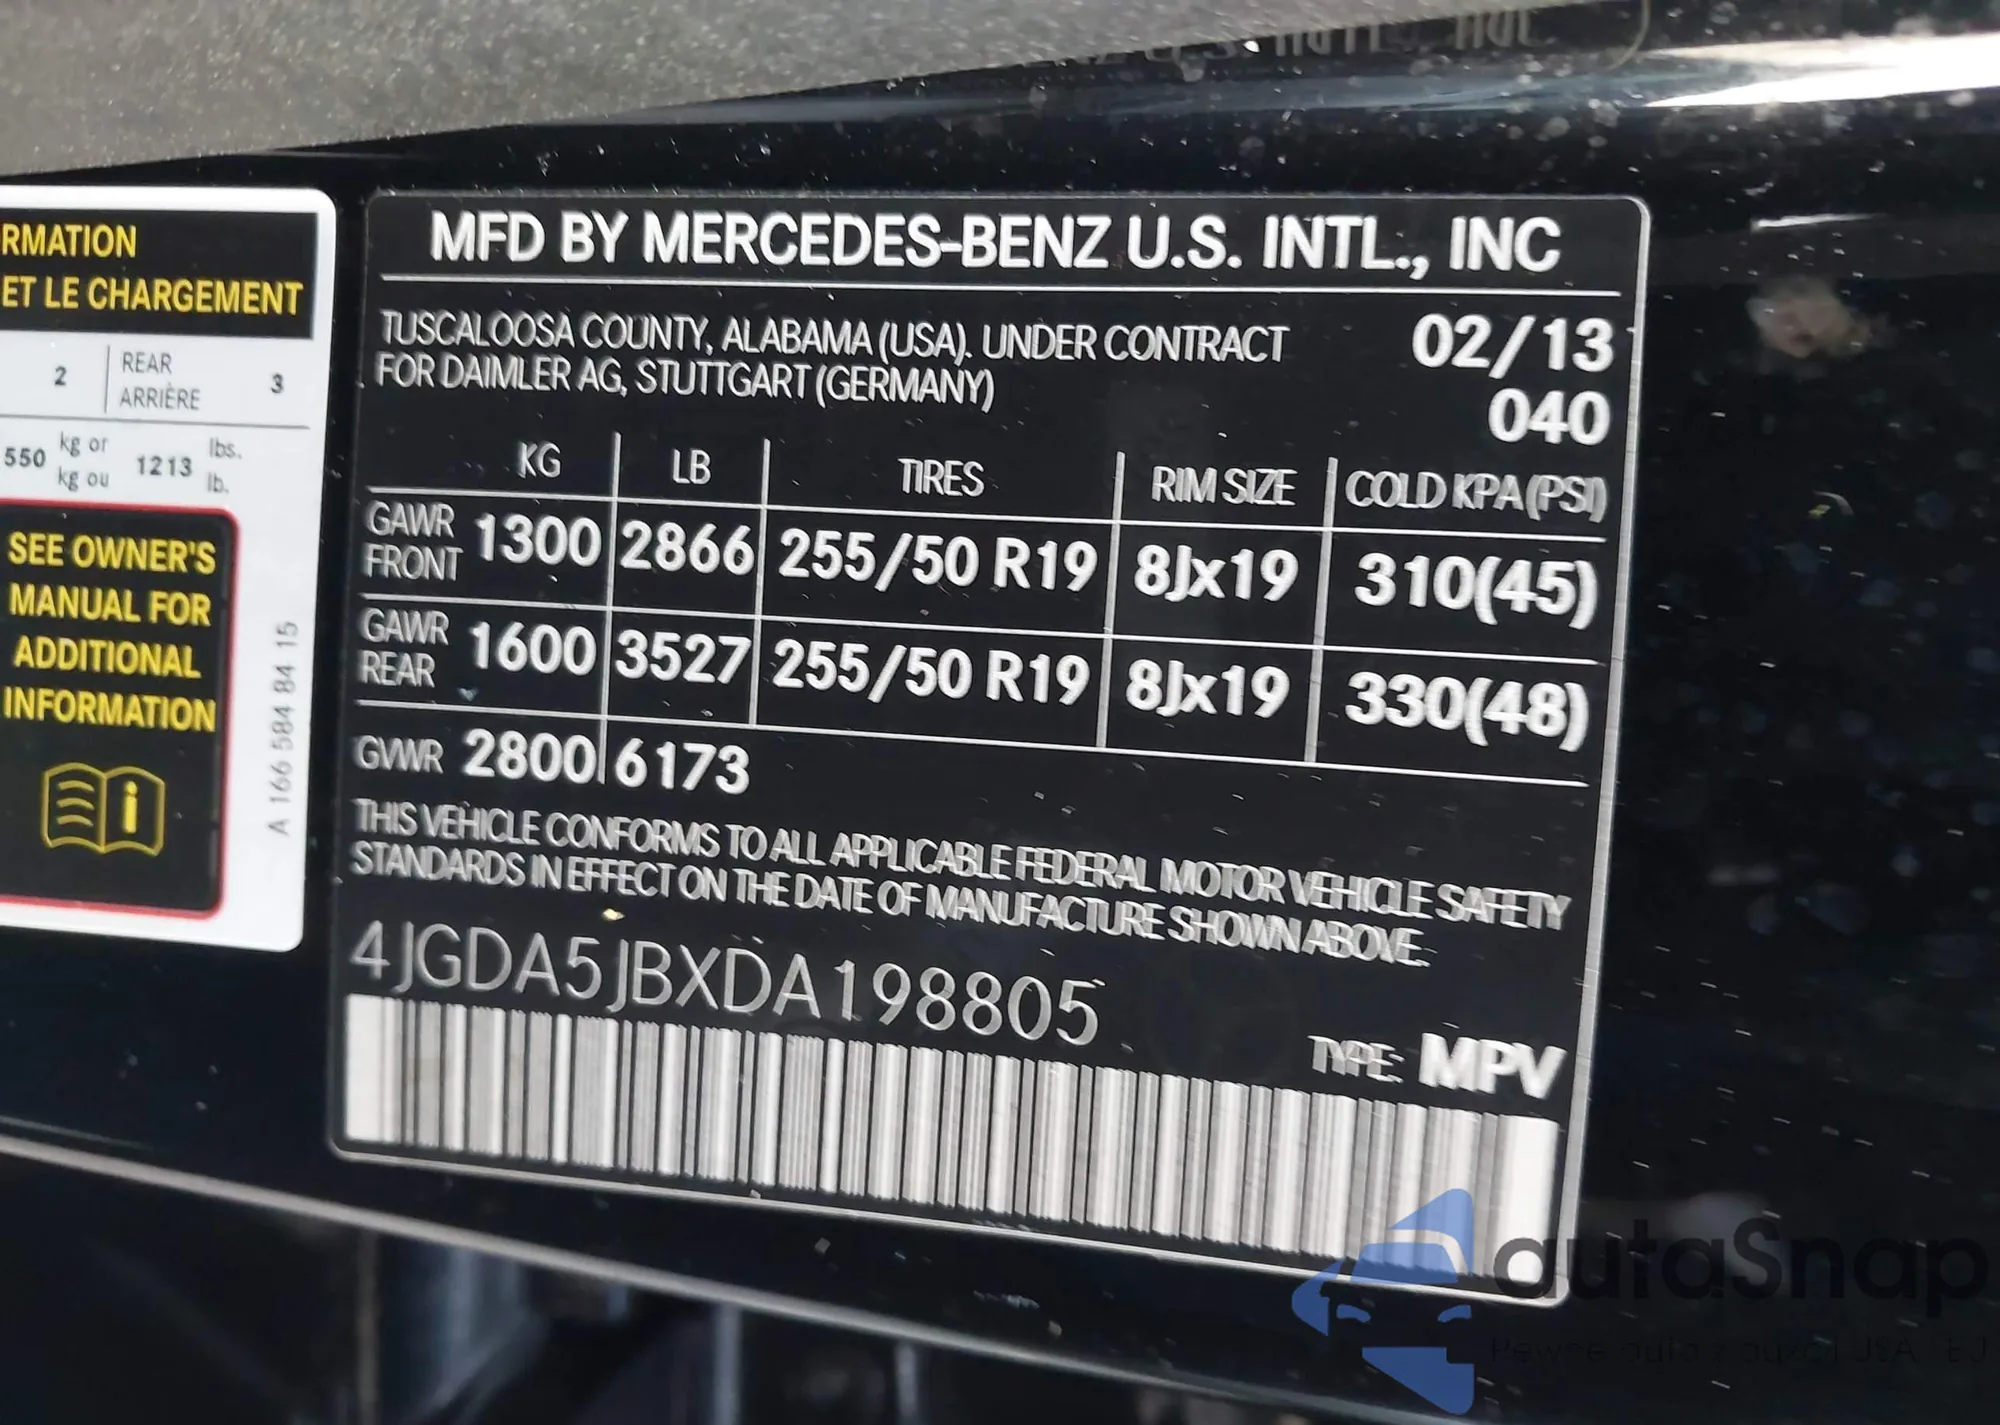 RMATION
ET LE CHARGEMENT
2 REAR ARRIÈRE 3
550 kg or kg ou 1213 lbs. lb.
SEE OWNER'S
MANUAL FOR
ADDITIONAL
INFORMATION
A 166 584 84 15
MFD BY MERCEDES-BENZ U.S. INTL., INC
TUSCALOOSA COUNTY, ALABAMA (USA). UNDER CONTRACT
FOR DAIMLER AG, STUTTGART (GERMANY)
02/13
040
KG LB TIRES RIM SIZE COLD KPA(PSI)
GAWR FRONT 1300 2866 255/50 R19 8Jx19 310(45)
GAWR REAR 1600 3527 255/50 R19 8Jx19 330(48)
GVWR 2800 6173
THIS VEHICLE CONFORMS TO ALL APPLICABLE FEDERAL MOTOR VEHICLE SAFETY
STANDARDS IN EFFECT ON THE DATE OF MANUFACTURE SHOWN ABOVE.
4JGDA5JBXDA198805
TYPE: MPV
autaSnap
Pewne auta z aukcji USA